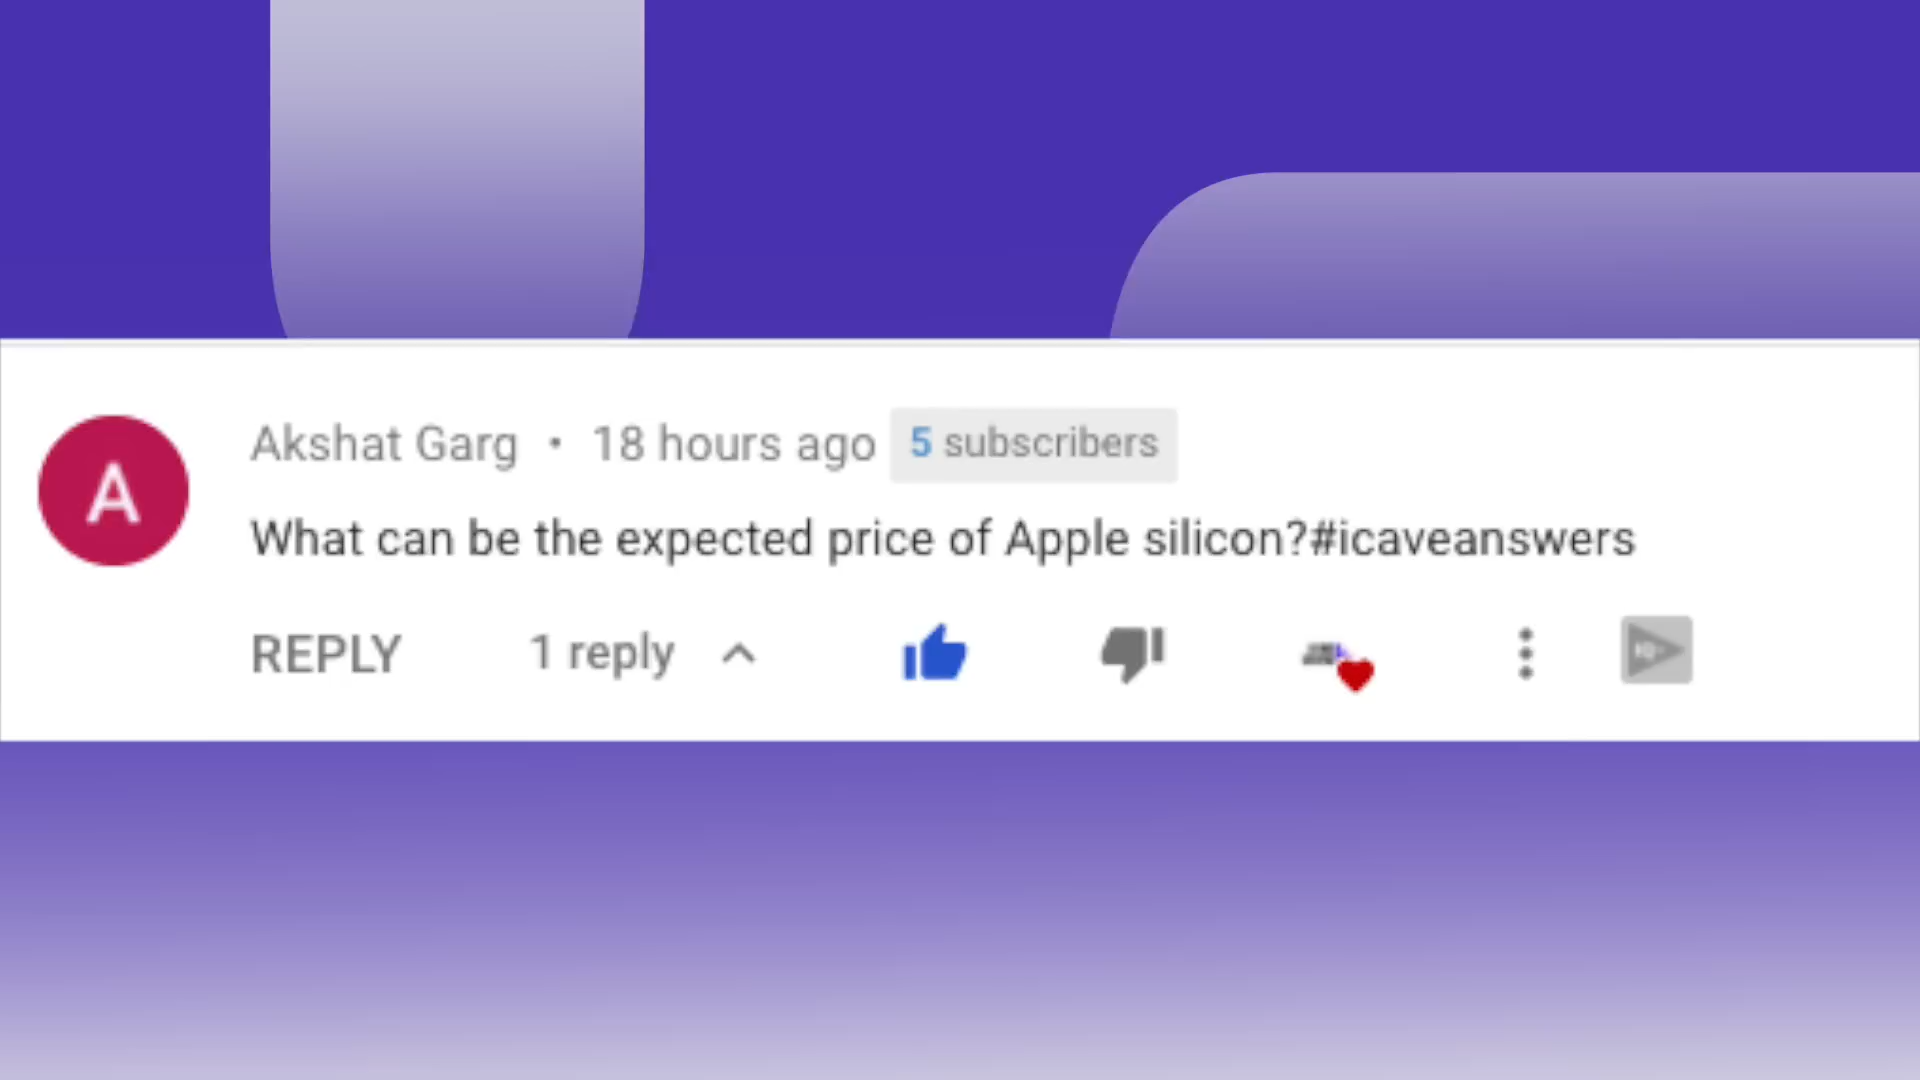 A
Akshat Garg • 18 hours ago 5 subscribers
What can be the expected price of Apple silicon?#icaveanswers
REPLY 1 reply